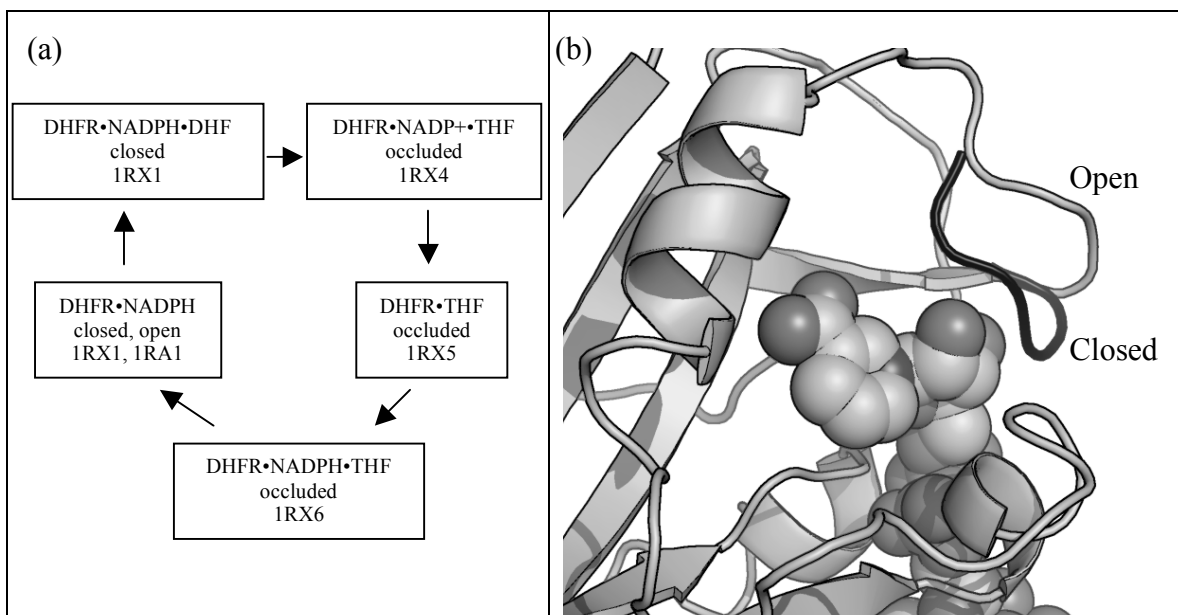 (a)
DHFR•NADPH•DHF
closed
1RX1
DHFR•NADP+•THF
occluded
1RX4
DHFR•NADPH
closed, open
1RX1, 1RA1
DHFR•THF
occluded
1RX5
DHFR•NADPH•THF
occluded
1RX6
(b)
Open
Closed